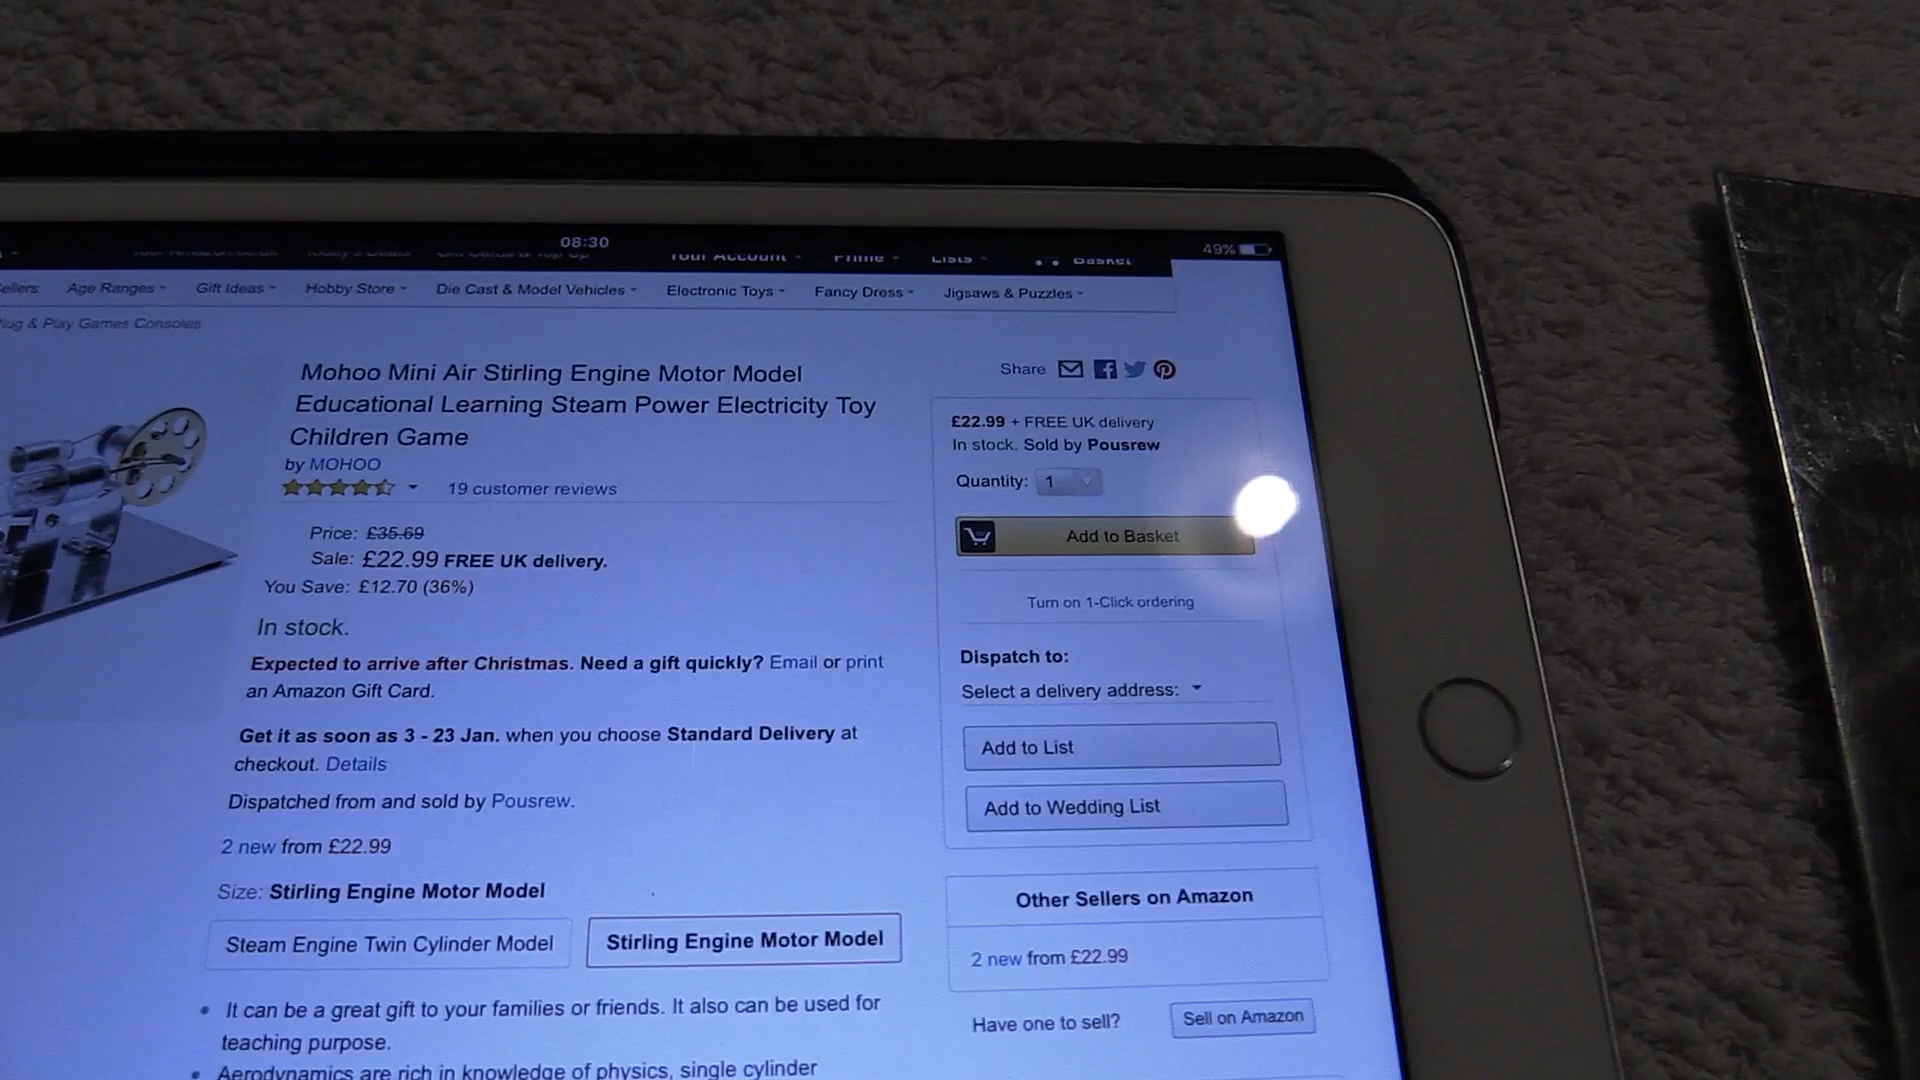 08:30
49%
Your Account Prime Lists Basket
ellers Age Ranges Gift Ideas Hobby Store Die Cast & Model Vehicles Electronic Toys Fancy Dress Jigsaws & Puzzles
Plug & Play Games Consoles
Mohoo Mini Air Stirling Engine Motor Model
Educational Learning Steam Power Electricity Toy
Children Game
by MOHOO
19 customer reviews
Price: £35.69
Sale: £22.99 FREE UK delivery.
You Save: £12.70 (36%)
In stock.
Expected to arrive after Christmas. Need a gift quickly? Email or print
an Amazon Gift Card.
Get it as soon as 3 - 23 Jan. when you choose Standard Delivery at
checkout. Details
Dispatched from and sold by Pousrew.
2 new from £22.99
Size: Stirling Engine Motor Model
Steam Engine Twin Cylinder Model
Stirling Engine Motor Model
• It can be a great gift to your families or friends. It also can be used for
teaching purpose.
• Aerodynamics are rich in knowledge of physics, single cylinder
Share
£22.99 + FREE UK delivery
In stock. Sold by Pousrew
Quantity: 1
Add to Basket
Turn on 1-Click ordering
Dispatch to:
Select a delivery address:
Add to List
Add to Wedding List
Other Sellers on Amazon
2 new from £22.99
Have one to sell?
Sell on Amazon